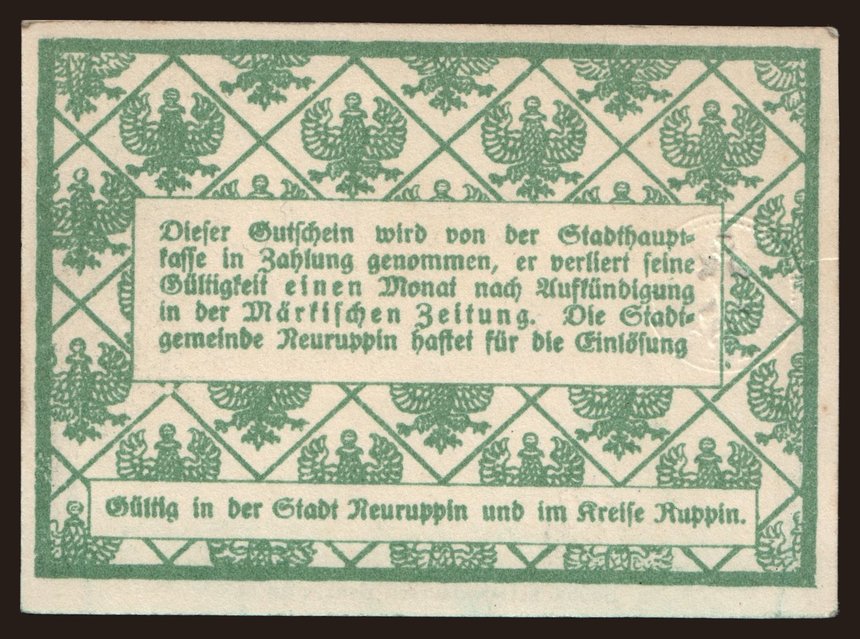 Dieser Gutschein wird von der Stadthaupt-
kasse in Zahlung genommen, er verliert seine
Gültigkeit einen Monat nach Aufkündigung
in der Märkischen Zeitung. Die Stadt-
gemeinde Neuruppin haftet für die Einlösung
Gültig in der Stadt Neuruppin und im Kreise Ruppin.